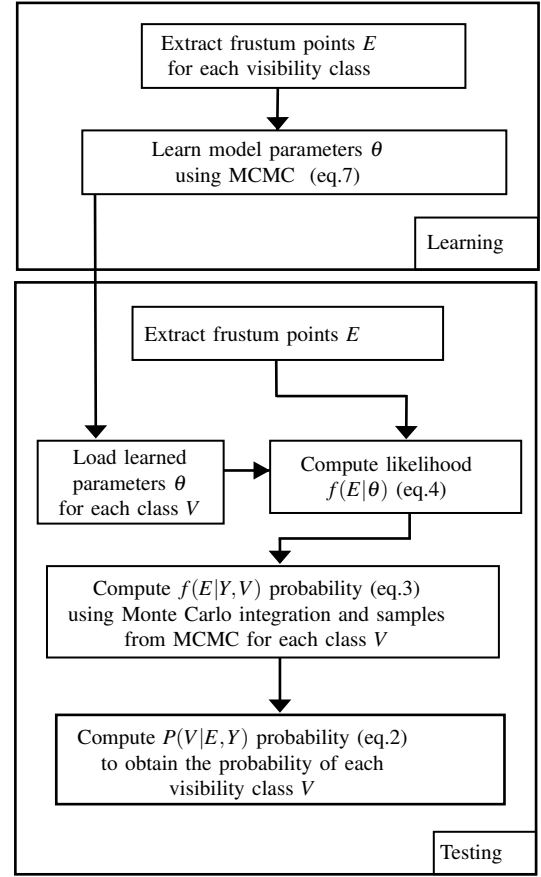 Extract frustum points E
for each visibility class
Learn model parameters θ
using MCMC (eq.7)
Learning
Extract frustum points E
Load learned
parameters θ
for each class V
Compute likelihood
f(E|θ) (eq.4)
Compute f(E|Y,V) probability (eq.3)
using Monte Carlo integration and samples
from MCMC for each class V
Compute P(V|E,Y) probability (eq.2)
to obtain the probability of each
visibility class V
Testing